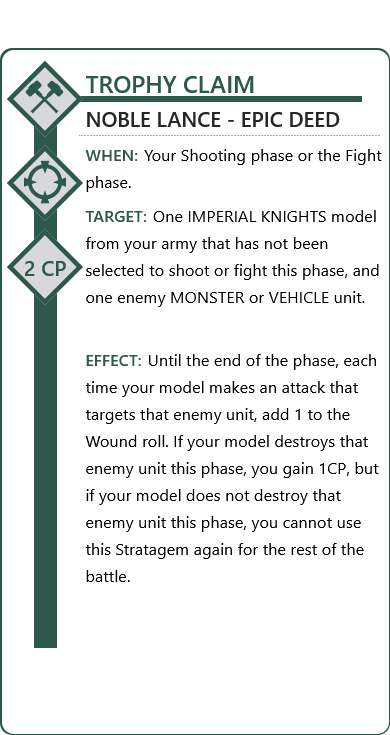 TROPHY CLAIM
NOBLE LANCE - EPIC DEED
WHEN: Your Shooting phase or the Fight
phase.
TARGET: One IMPERIAL KNIGHTS model
from your army that has not been
2 CP
selected to shoot or fight this phase, and
one enemy MONSTER or VEHICLE unit.
EFFECT: Until the end of the phase, each
time your model makes an attack that
targets that enemy unit, add 1 to the
Wound roll. If your model destroys that
enemy unit this phase, you gain 1CP, but
if your model does not destroy that
enemy unit this phase, you cannot use
this Stratagem again for the rest of the
battle.